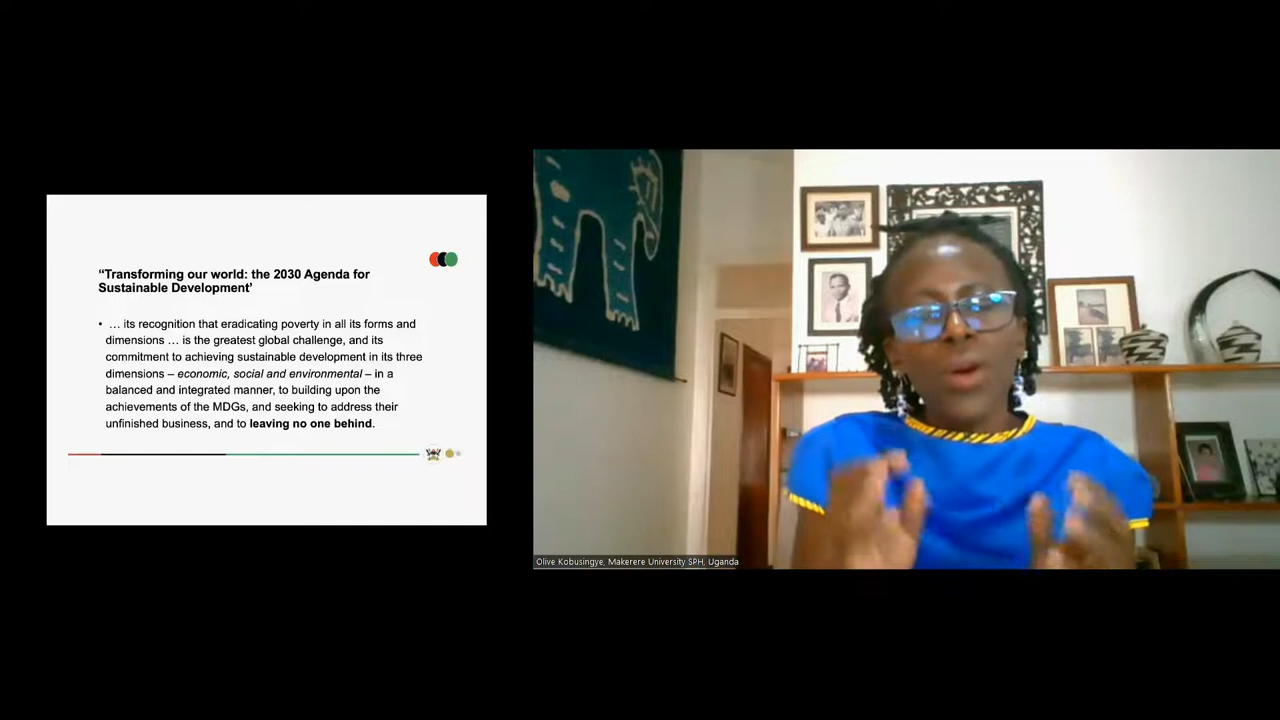 “Transforming our world: the 2030 Agenda for
Sustainable Development’
• … its recognition that eradicating poverty in all its forms and
dimensions … is the greatest global challenge, and its
commitment to achieving sustainable development in its three
dimensions – economic, social and environmental – in a
balanced and integrated manner, to building upon the
achievements of the MDGs, and seeking to address their
unfinished business, and to leaving no one behind.
Olive Kobusingye, Makerere University SPH, Uganda